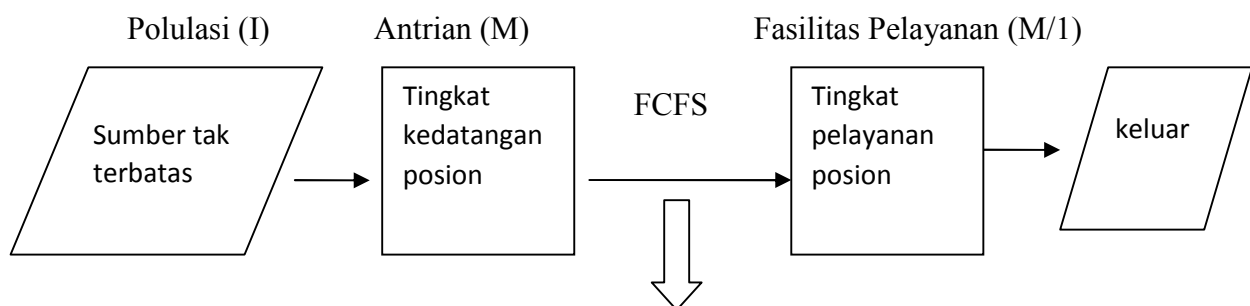 Polulasi (I)
Antrian (M)
Fasilitas Pelayanan (M/1)
Sumber tak
terbatas
Tingkat
kedatangan
posion
FCFS
Tingkat
pelayanan
posion
keluar